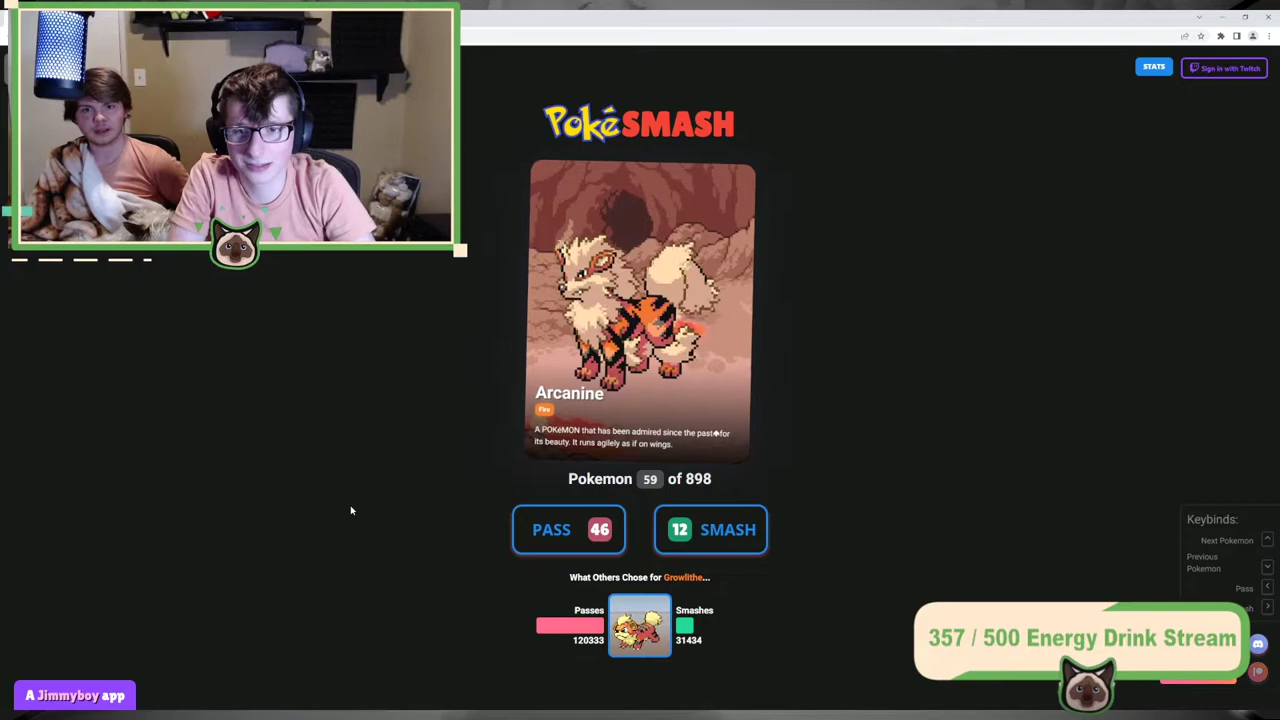 STATS
Sign in with Twitch
PokéSMASH
Arcanine
Fire
A POKéMON that has been admired since the past♠for
its beauty. It runs agilely as if on wings.
Pokemon 59 of 898
PASS 46
12 SMASH
What Others Chose for Growlithe...
Passes
120333
Smashes
31434
Keybinds:
Next Pokemon
Previous
Pokemon
Pass
357 / 500 Energy Drink Stream
A Jimmyboy app